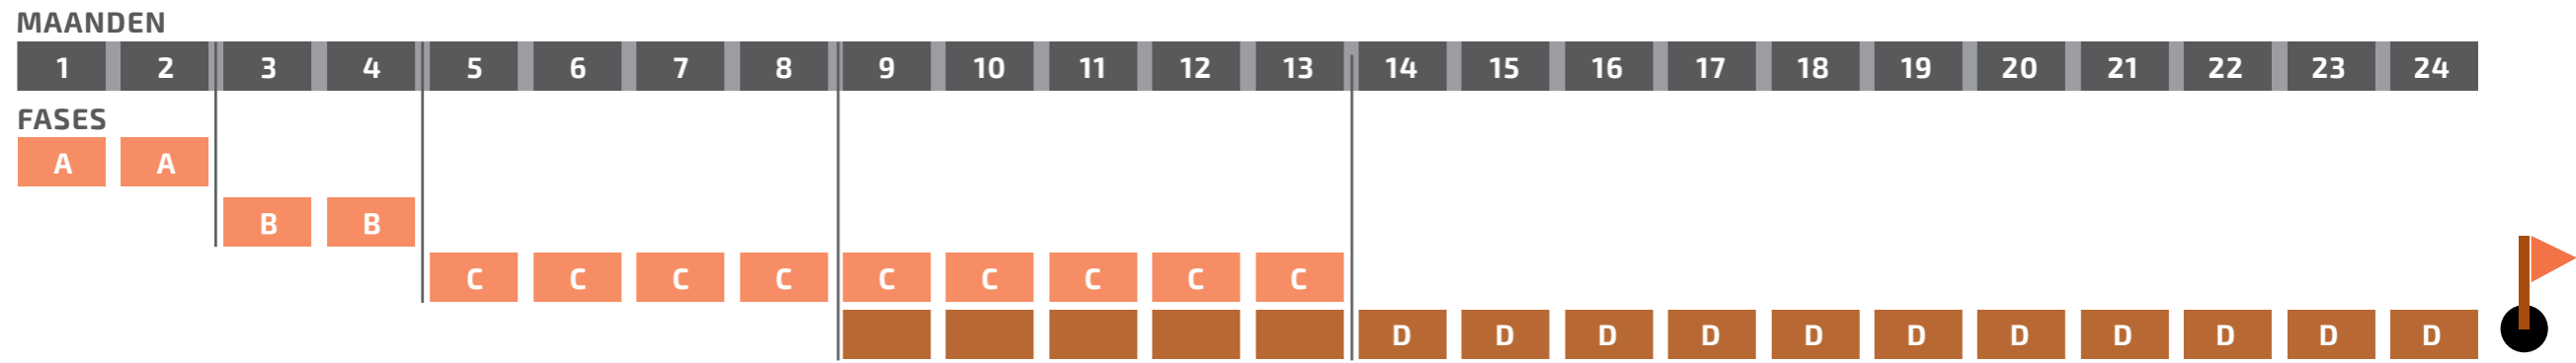 MAANDEN
1 2 3 4 5 6 7 8 9 10 11 12 13 14 15 16 17 18 19 20 21 22 23 24
FASES
A A
B B
C C C C C C C C C
D D D D D D D D D D D